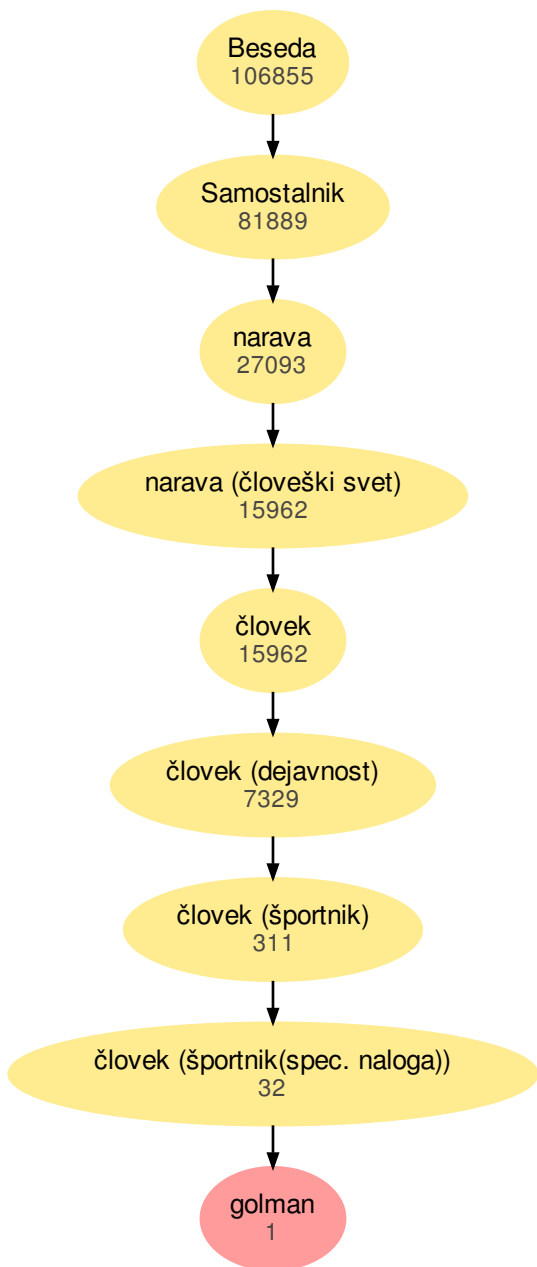 Beseda
106855
Samostalnik
81889
narava
27093
narava (človeški svet)
15962
človek
15962
človek (dejavnost)
7329
človek (športnik)
311
človek (športnik(spec. naloga))
32
golman
1